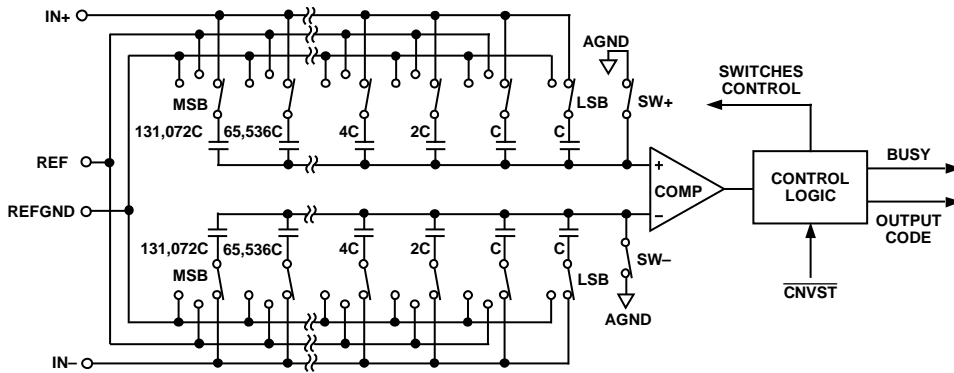 IN+
AGND
SWITCHES
CONTROL
MSB
LSB
SW+
131,072C
65,536C
4C
2C
C
C
REF
BUSY
+
COMP
CONTROL
LOGIC
REFGND
–
OUTPUT
CODE
131,072C
65,536C
4C
2C
C
C
SW–
MSB
LSB
CNVST
AGND
IN–